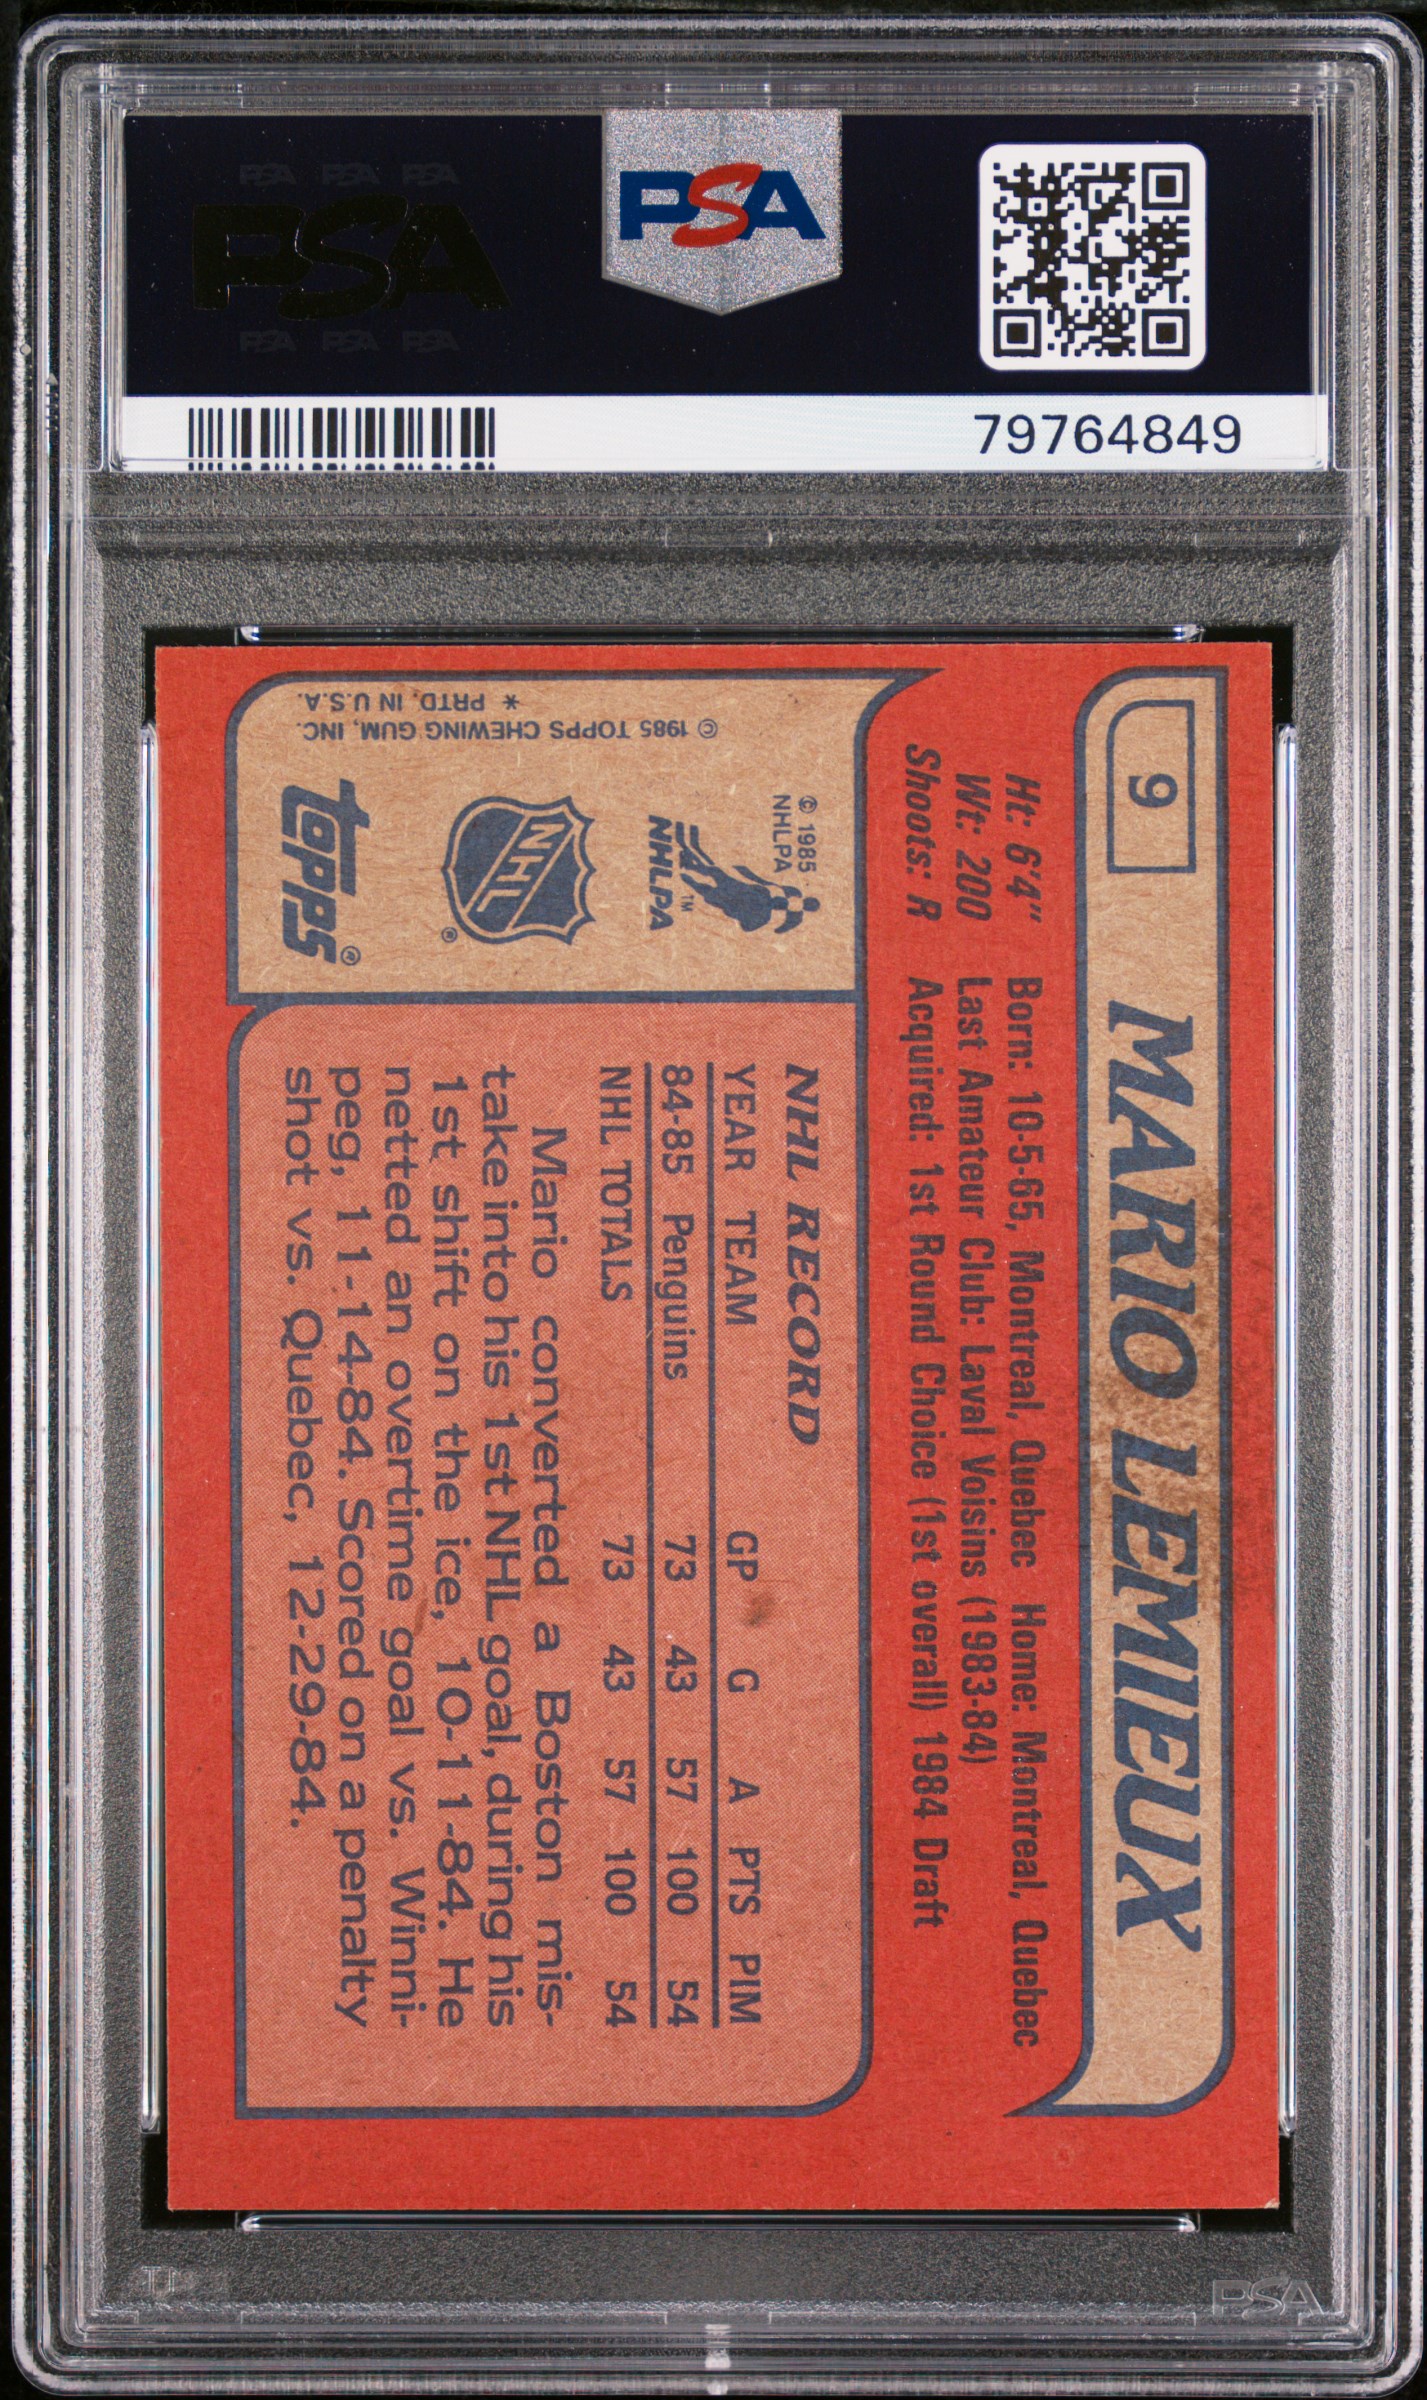 PSA PSA PSA
PSA
PSA PSA PSA
PSA
79764849
9
MARIO LEMIEUX
Ht: 6'4" Born: 10-5-65, Montreal, Quebec Home: Montreal, Quebec
Wt: 200 Last Amateur Club: Laval Voisins (1983-84)
Shoots: R Acquired: 1st Round Choice (1st overall) 1984 Draft
© 1985
NHLPA
NHLPA
TM
NHL
®
topps®
© 1985 TOPPS CHEWING GUM, INC.
* PRTD. IN U.S.A.
NHL RECORD
YEAR TEAM GP G A PTS PIM
84-85 Penguins 73 43 57 100 54
NHL TOTALS 73 43 57 100 54
Mario converted a Boston mis-
take into his 1st NHL goal, during his
1st shift on the ice, 10-11-84. He
netted an overtime goal vs. Winni-
peg, 11-14-84. Scored on a penalty
shot vs. Quebec, 12-29-84.
PSA